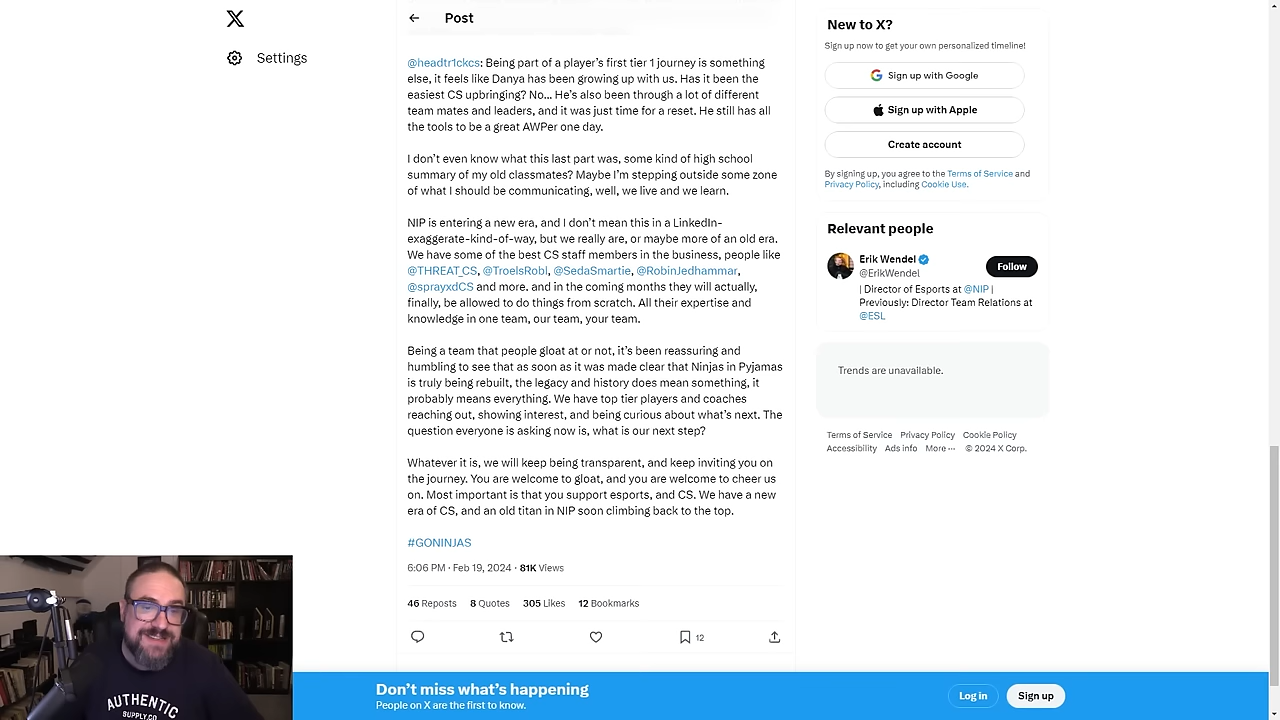 Post
Settings
@headtr1ckcs: Being part of a player's first tier 1 journey is something
else, it feels like Danya has been growing up with us. Has it been the
easiest CS upbringing? No... He's also been through a lot of different
team mates and leaders, and it was just time for a reset. He still has all
the tools to be a great AWPer one day.
I don't even know what this last part was, some kind of high school
summary of my old classmates? Maybe I'm stepping outside some zone
of what I should be communicating, well, we live and we learn.
NIP is entering a new era, and I don't mean this in a LinkedIn-
exaggerate-kind-of-way, but we really are, or maybe more of an old era.
We have some of the best CS staff members in the business, people like
@THREAT_CS, @TroelsRobl, @SedaSmartie, @RobinJedhammar,
@sprayxdCS and more, and in the coming months they will actually,
finally, be allowed to do things from scratch. All their expertise and
knowledge in one team, our team, your team.
Being a team that people gloat at or not, it's been reassuring and
humbling to see that as soon as it was made clear that Ninjas in Pyjamas
is truly being rebuilt, the legacy and history does mean something, it
probably means everything. We have top tier players and coaches
reaching out, showing interest, and being curious about what's next. The
question everyone is asking now is, what is our next step?
Whatever it is, we will keep being transparent, and keep inviting you on
the journey. You are welcome to gloat, and you are welcome to cheer us
on. Most important is that you support esports, and CS. We have a new
era of CS, and an old titan in NIP soon climbing back to the top.
#GONINJAS
6:06 PM · Feb 19, 2024 · 81K Views
46 Reposts 8 Quotes 305 Likes 12 Bookmarks
12
New to X?
Sign up now to get your own personalized timeline!
Sign up with Google
Sign up with Apple
Create account
By signing up, you agree to the Terms of Service and
Privacy Policy, including Cookie Use.
Relevant people
Erik Wendel
@ErikWendel
Follow
| Director of Esports at @NIP |
Previously: Director Team Relations at
@ESL
Trends are unavailable.
Terms of Service Privacy Policy Cookie Policy
Accessibility Ads info More ··· © 2024 X Corp.
AUTHENTIC
SUPPLY.CO
Don't miss what's happening
People on X are the first to know.
Log in
Sign up